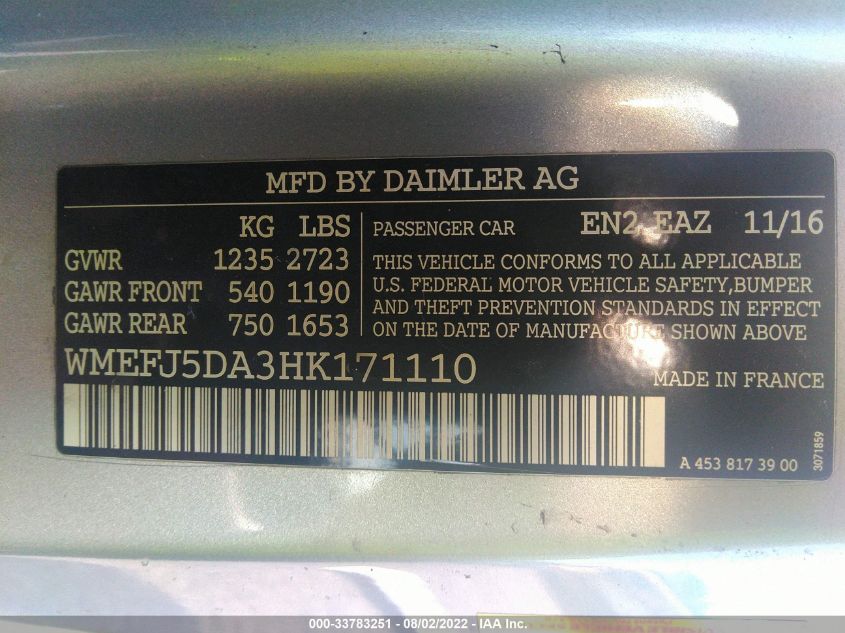 MFD BY DAIMLER AG
KG LBS
GVWR 1235 2723
GAWR FRONT 540 1190
GAWR REAR 750 1653
PASSENGER CAR EN2, EAZ 11/16
THIS VEHICLE CONFORMS TO ALL APPLICABLE
U.S. FEDERAL MOTOR VEHICLE SAFETY,BUMPER
AND THEFT PREVENTION STANDARDS IN EFFECT
ON THE DATE OF MANUFACTURE SHOWN ABOVE
WMEFJ5DA3HK171110
MADE IN FRANCE
A 453 817 39 00
3071859
000-33783251 - 08/02/2022 - IAA Inc.